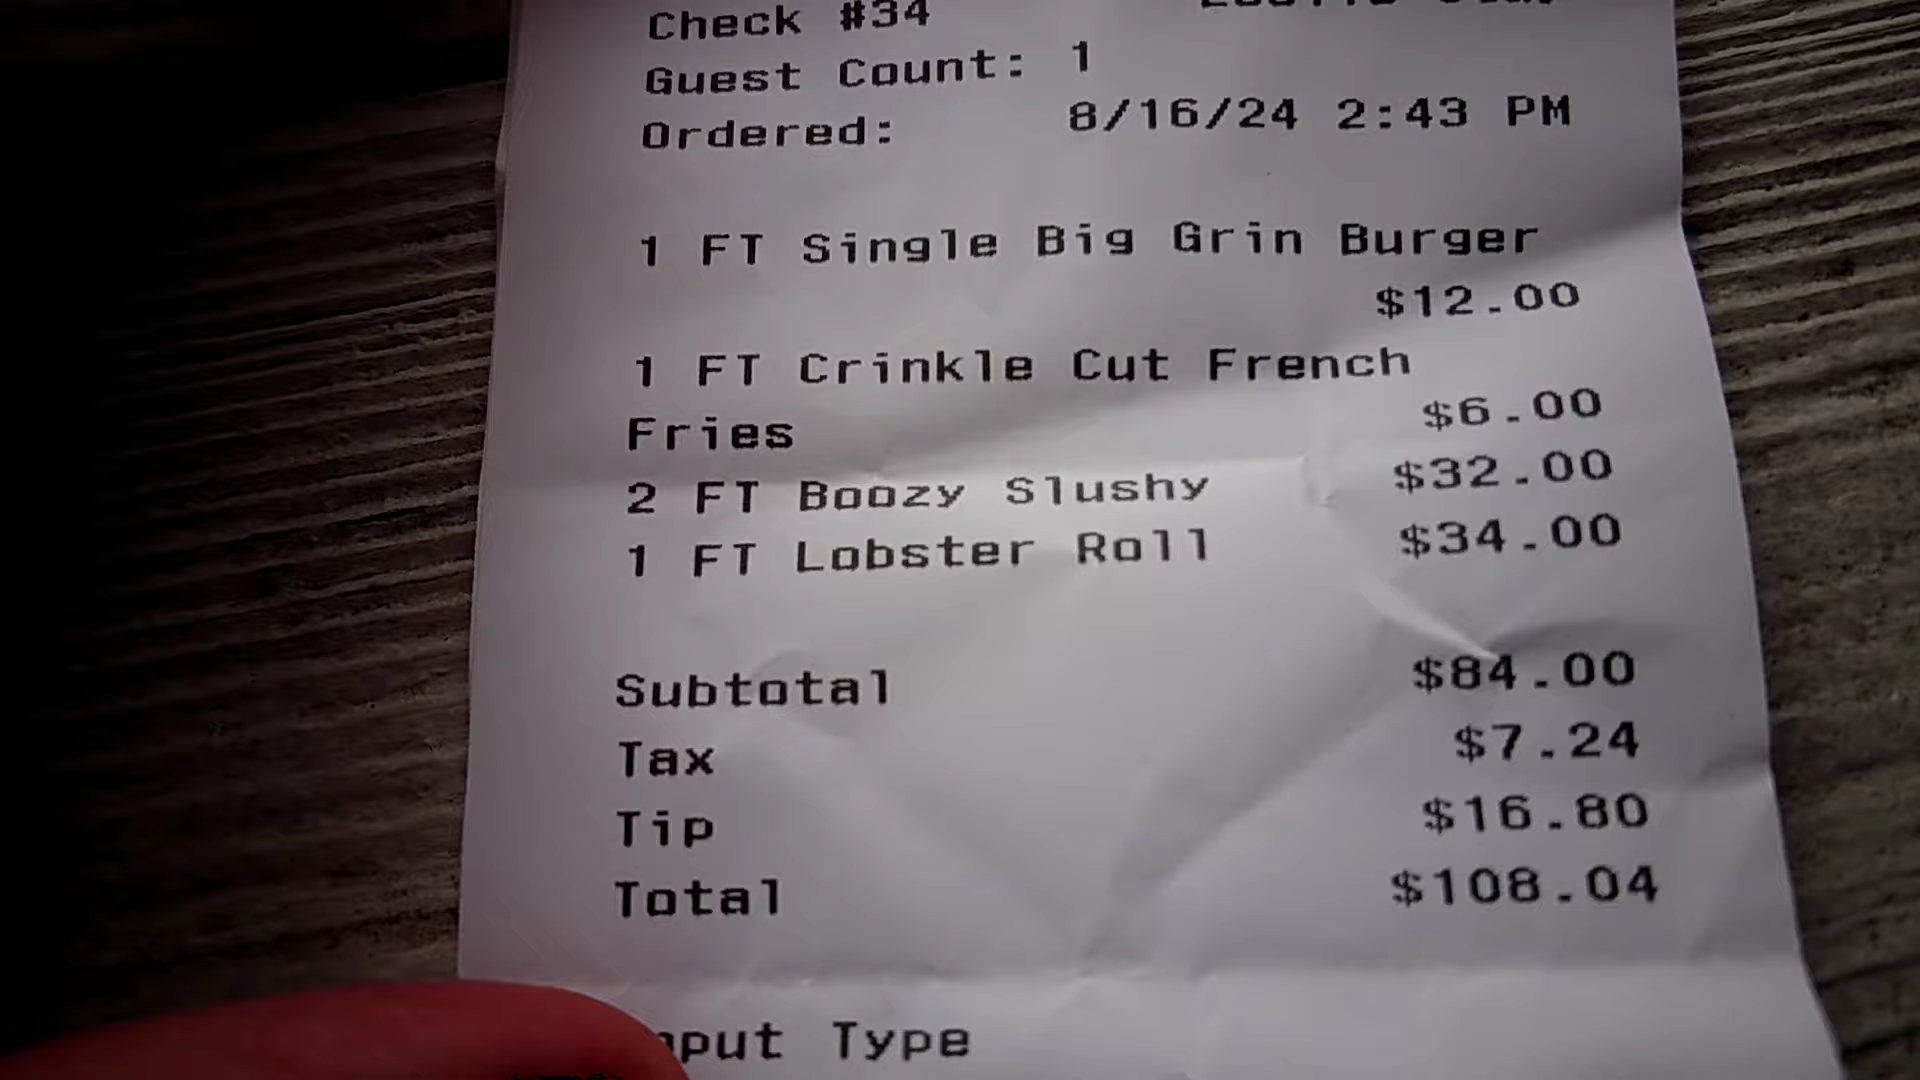 Check #34
Guest Count: 1
Ordered: 8/16/24 2:43 PM
1 FT Single Big Grin Burger
$12.00
1 FT Crinkle Cut French
Fries $6.00
2 FT Boozy Slushy $32.00
1 FT Lobster Roll $34.00
Subtotal $84.00
Tax $7.24
Tip $16.80
Total $108.04
nput Type